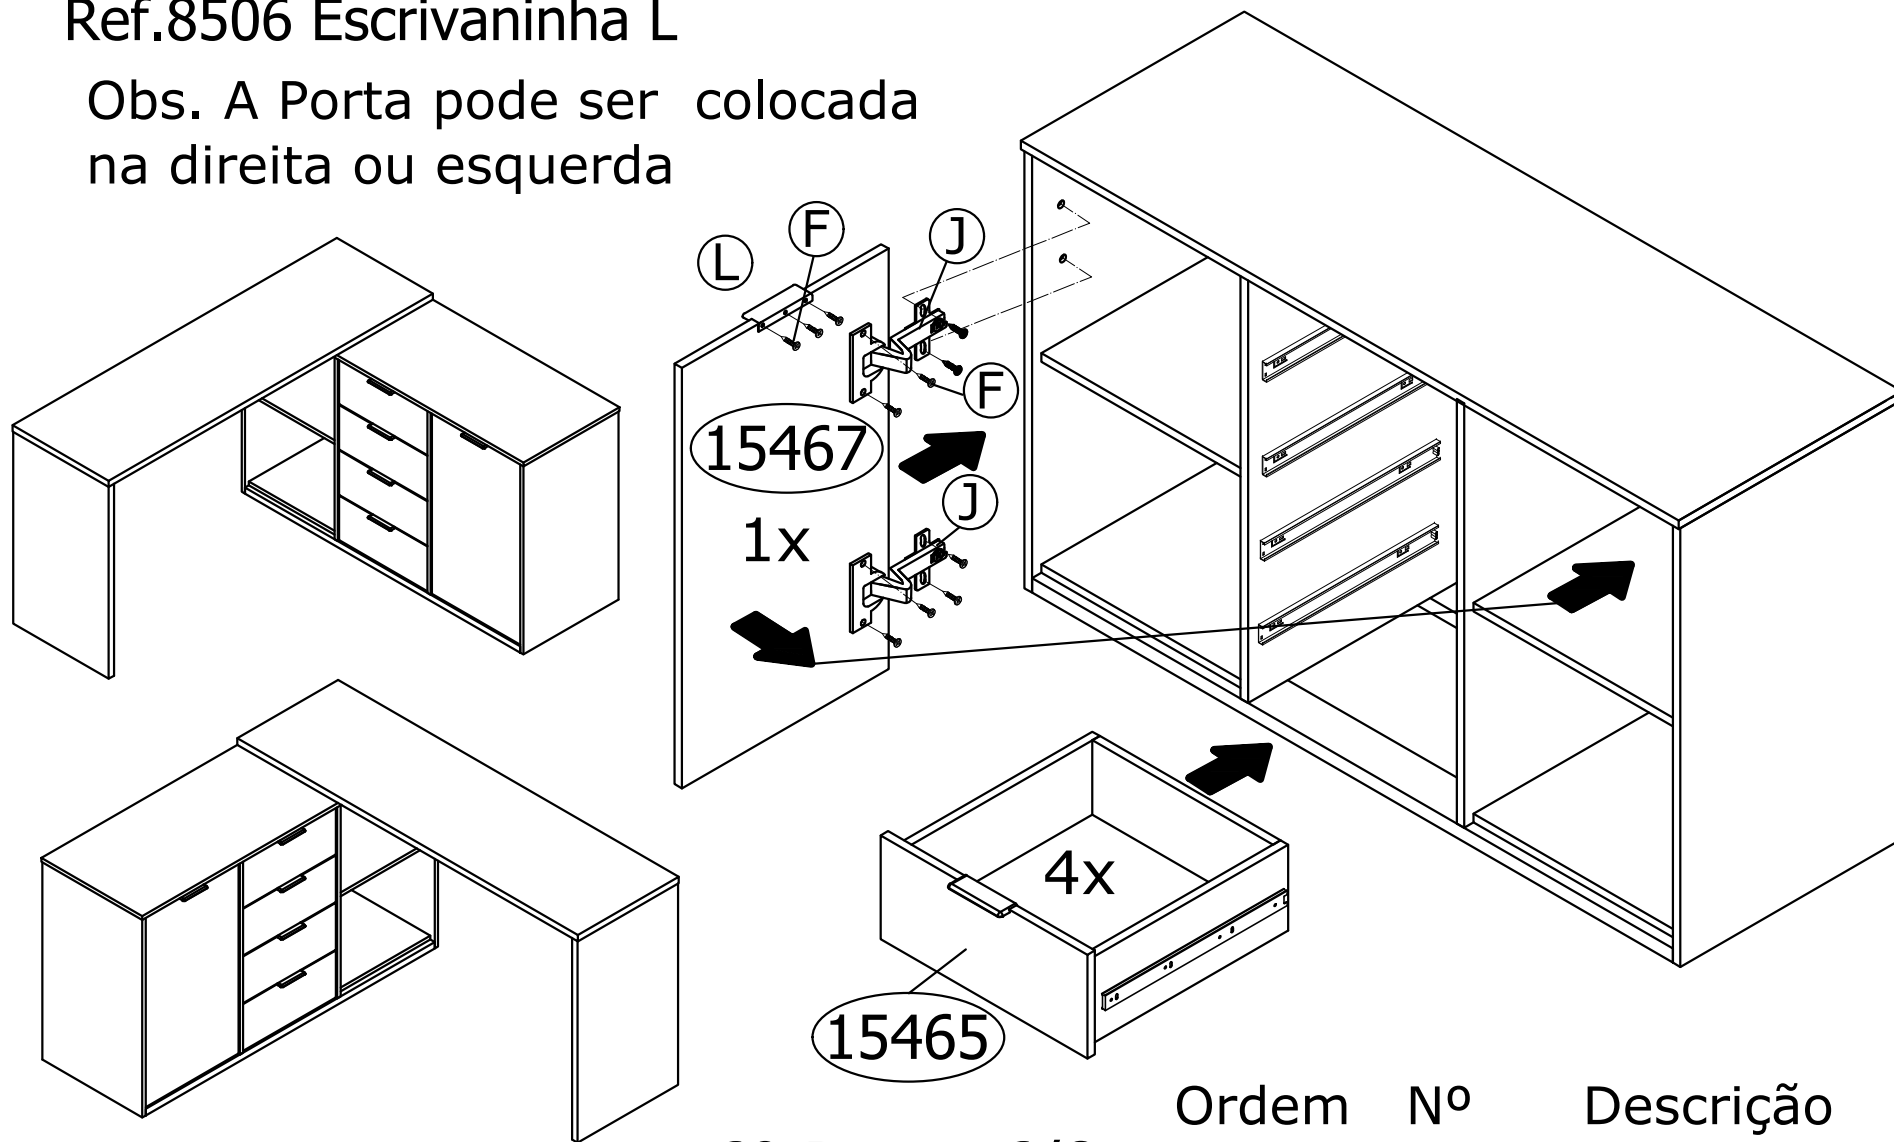 Ref.8506 Escrivaninha L
Obs. A Porta pode ser colocada
na direita ou esquerda
F
J
L
F
15467
J
1x
4x
15465
Ordem Nº Descrição